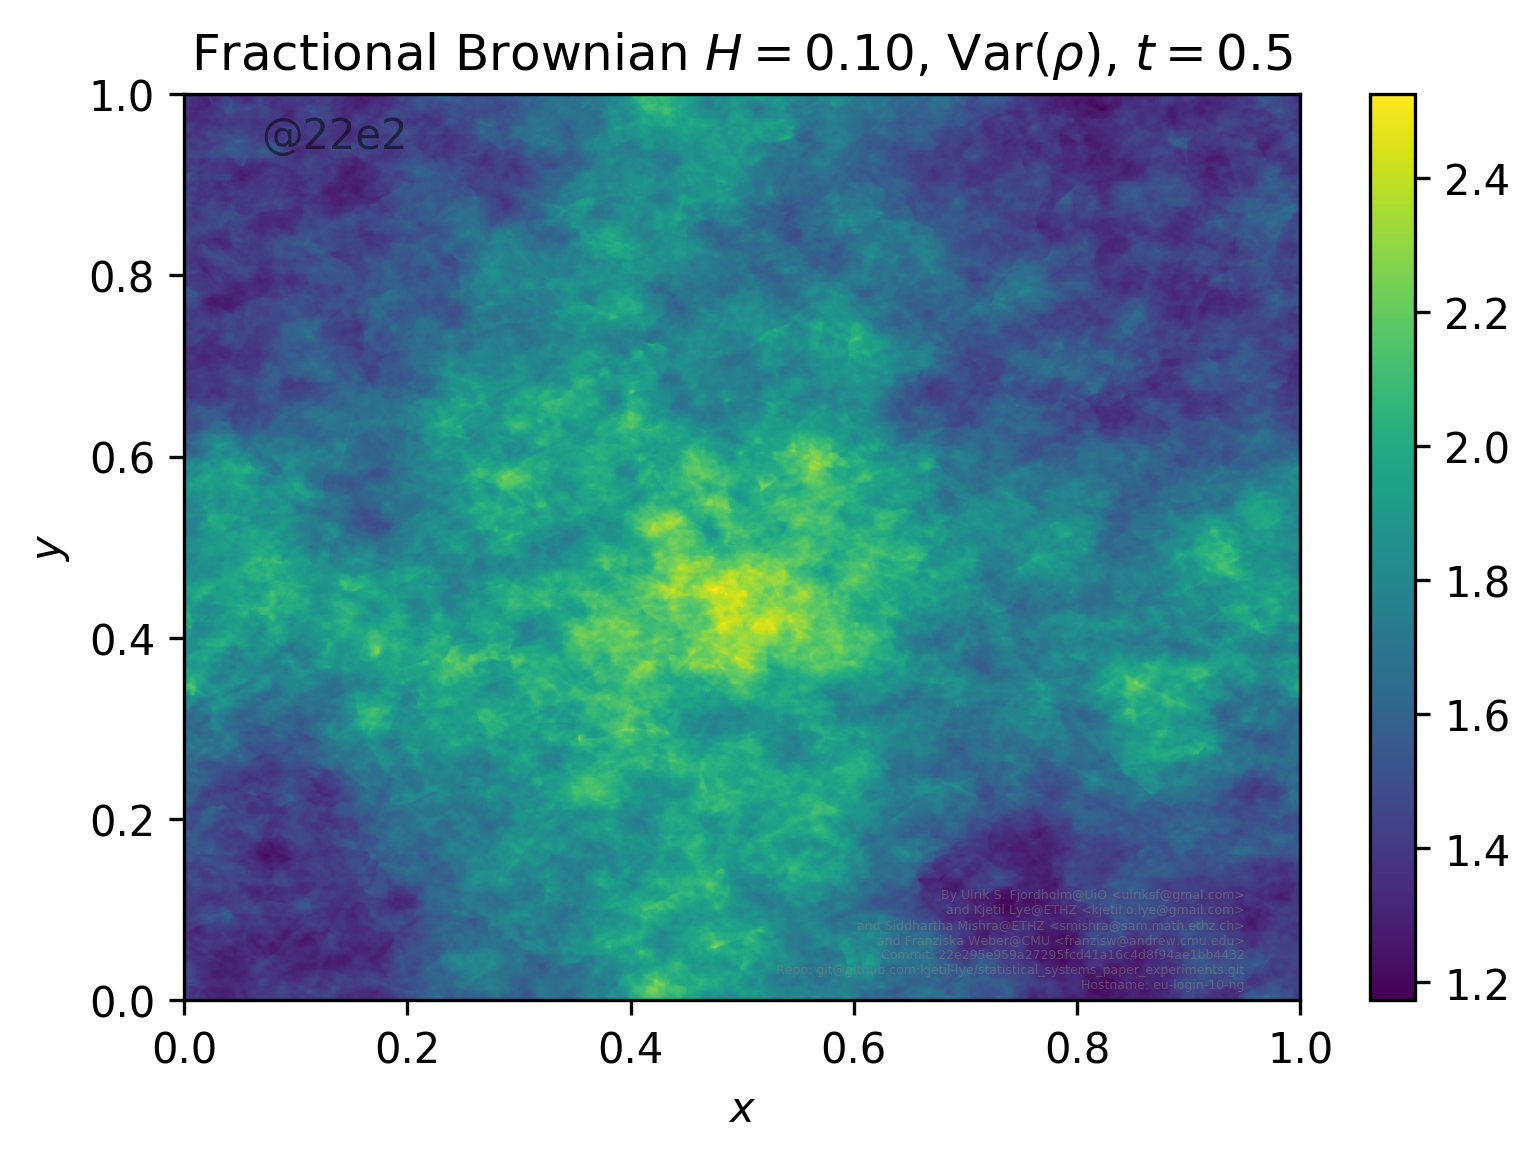 Fractional Brownian H = 0.10, Var(ρ), t = 0.5
@22e2
1.0
0.8
0.6
0.4
0.2
0.0
y
0.0 0.2 0.4 0.6 0.8 1.0
x
2.4
2.2
2.0
1.8
1.6
1.4
1.2
By Ulrik S. Fjordholm@UiO <ulriksf@gmal.com>
and Kjetil Lye@ETHZ <kjetil.o.lye@gmail.com>
and Siddhartha Mishra@ETHZ <smishra@sam.math.ethz.ch>
and Franziska Weber@CMU <franzisw@andrew.cmu.edu>
Commit: 22e295e959a27295fcd41a16c4d8f94ae1bb4432
Repo: git@github.com:kjetil-lye/statistical_systems_paper_experiments.git
Hostname: eu-login-10-ng